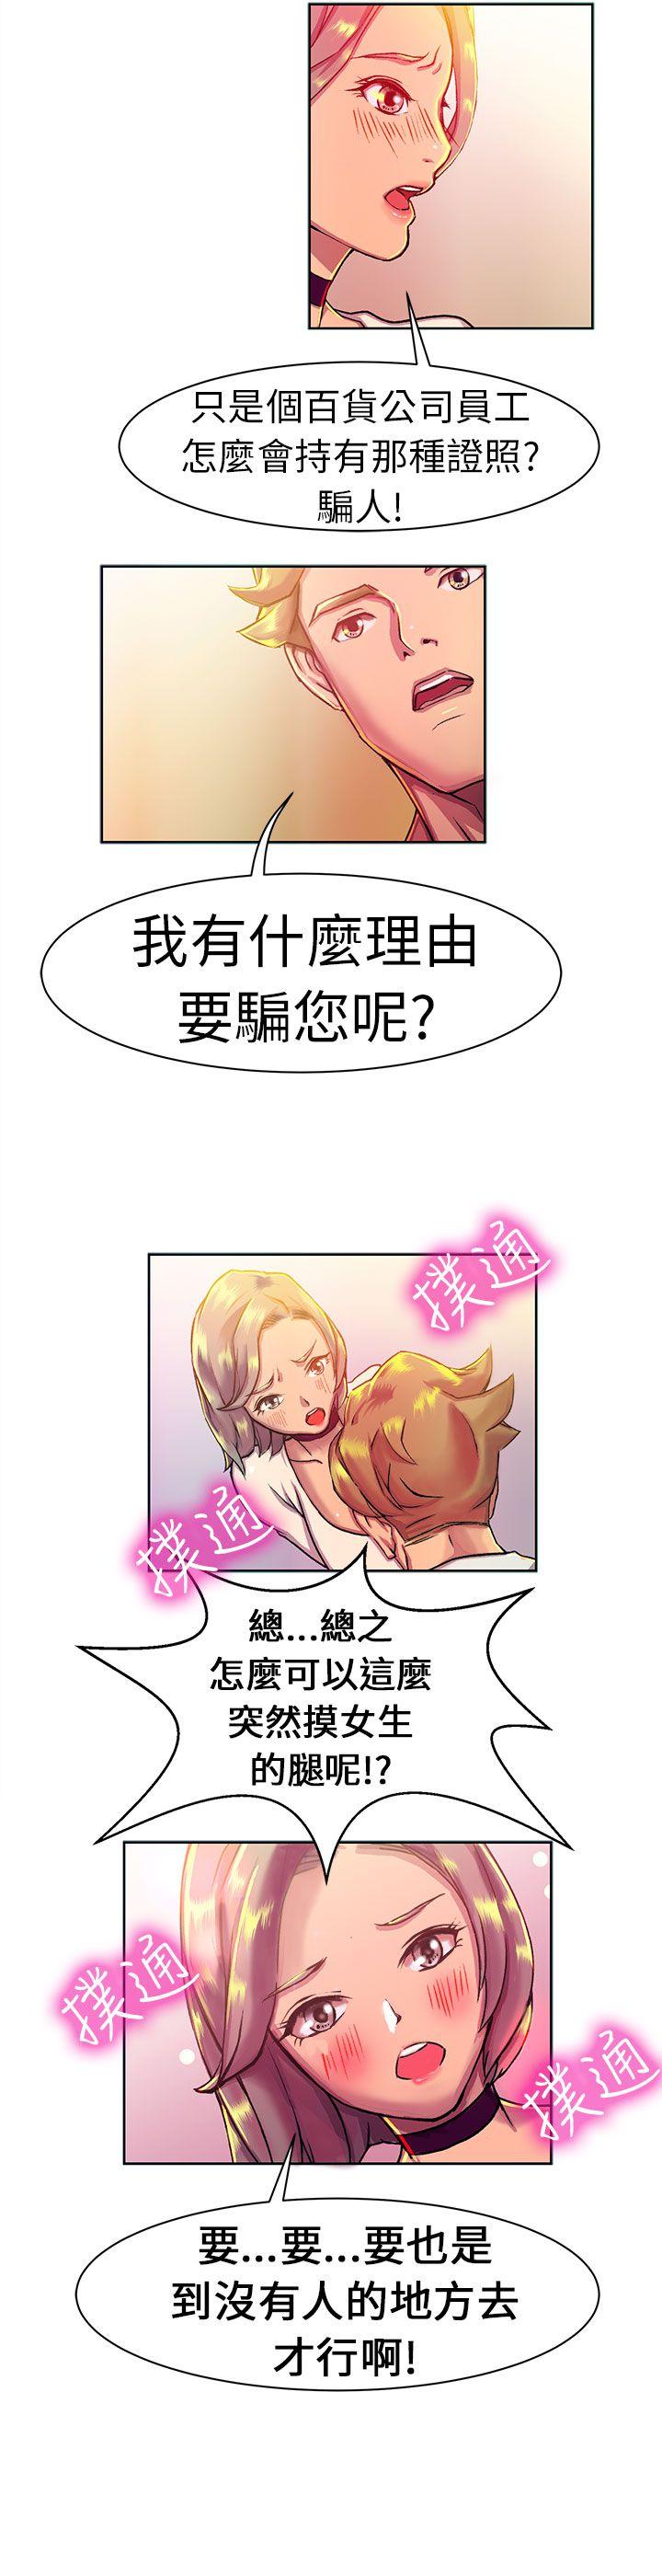 只是個百貨公司員工
怎麼會持有那種證照?
騙人!
我有什麼理由
要騙您呢?
撲通
撲通
總...總之
怎麼可以這麼
突然摸女生
的腿呢!?
撲通
撲通
要...要...要也是
到沒有人的地方去
才行啊!